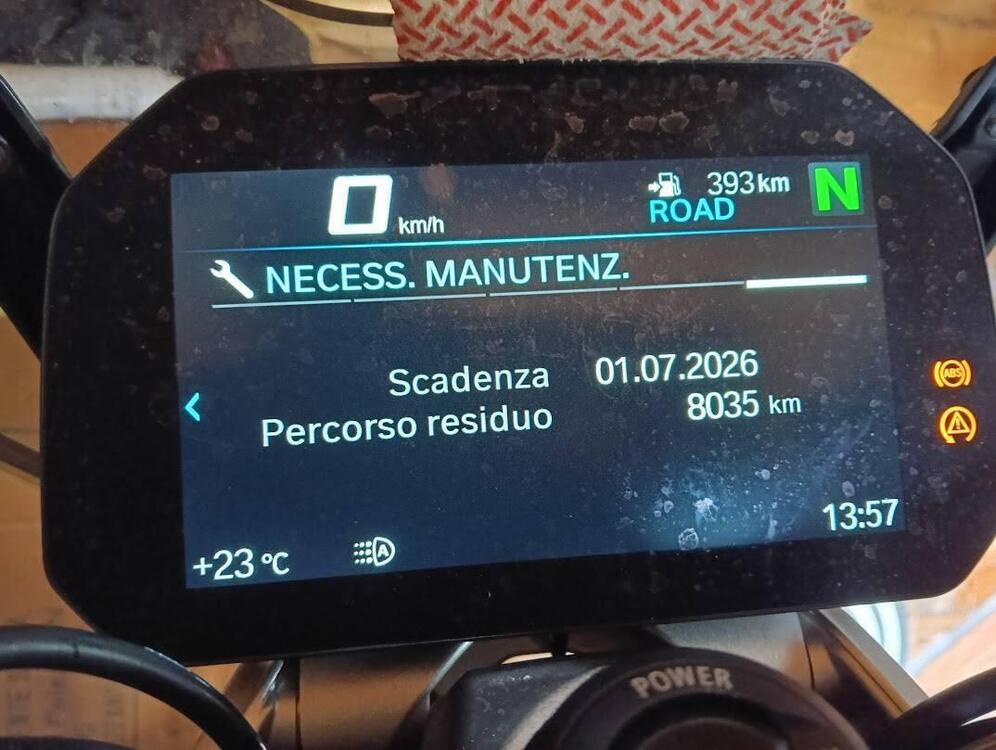 0 km/h 393 km N
ROAD
NECESS. MANUTENZ.
Scadenza 01.07.2026
Percorso residuo 8035 km
ABS
13:57
+23 °C A
POWER